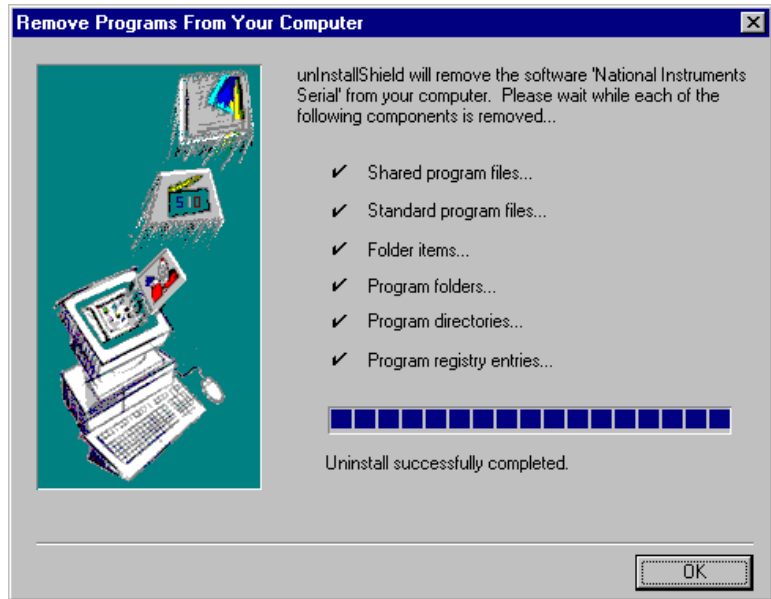 Remove Programs From Your Computer
unInstallShield will remove the software 'National Instruments
Serial' from your computer. Please wait while each of the
following components is removed...
Shared program files...
Standard program files...
Folder items...
Program folders...
Program directories...
Program registry entries...
Uninstall successfully completed.
OK